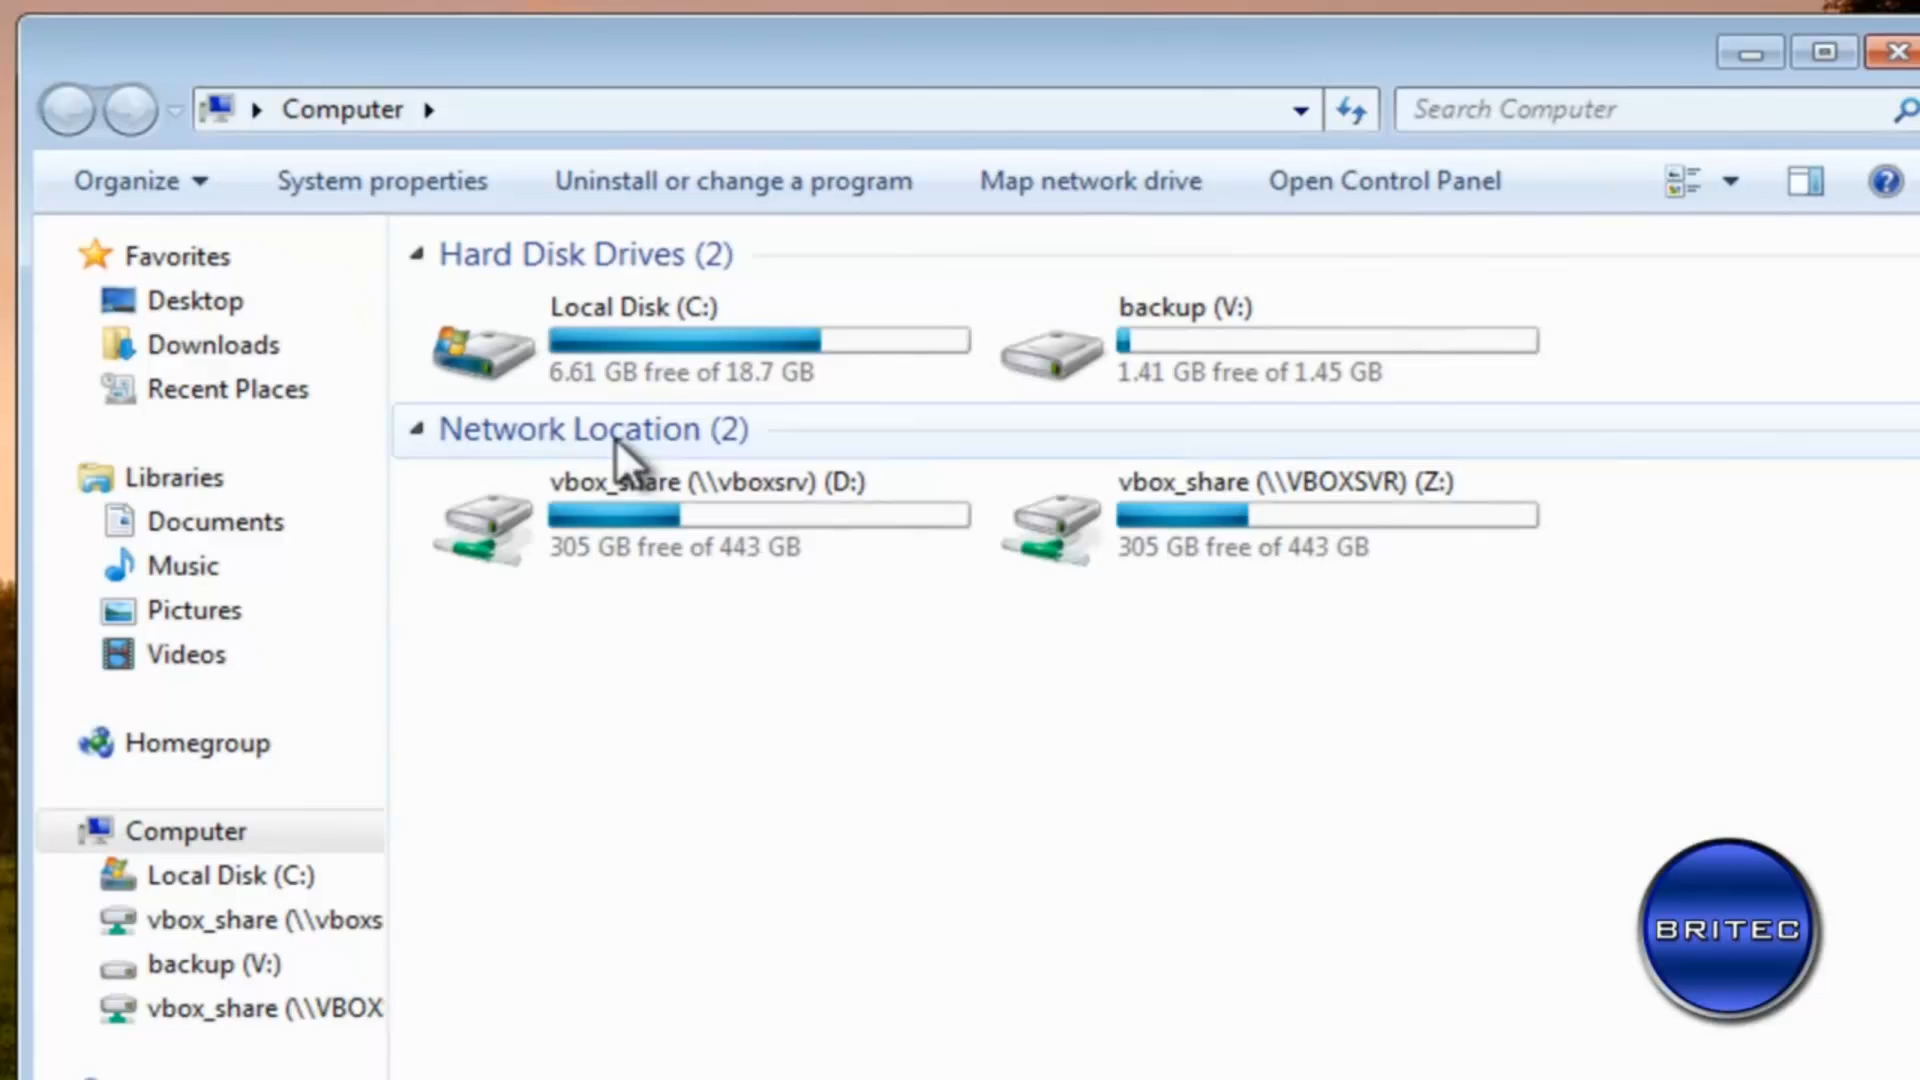 Computer
Search Computer
Organize
System properties
Uninstall or change a program
Map network drive
Open Control Panel
Favorites
Desktop
Downloads
Recent Places
Libraries
Documents
Music
Pictures
Videos
Homegroup
Computer
Local Disk (C:)
vbox_share (\\vboxs
backup (V:)
vbox_share (\\VBOX
Hard Disk Drives (2)
Local Disk (C:)
6.61 GB free of 18.7 GB
backup (V:)
1.41 GB free of 1.45 GB
Network Location (2)
vbox_share (\\vboxsrv) (D:)
305 GB free of 443 GB
vbox_share (\\VBOXSVR) (Z:)
305 GB free of 443 GB
BRITEC